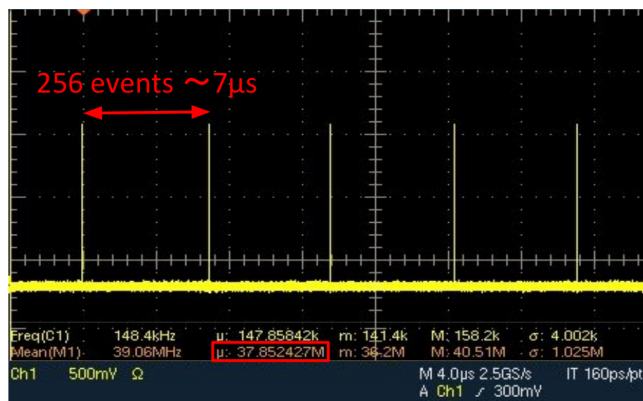 256 events ～7μs
Freq(C1) 148.4kHz μ: 147.85842k m: 141.4k M: 158.2k σ: 4.002k
Mean(M1) 39.06MHz μ: 37.852427M m: 36.2M M: 40.51M σ: 1.025M
Ch1 500mV Ω M 4.0μs 2.5GS/s IT 160ps/pt
A Ch1 ∕ 300mV